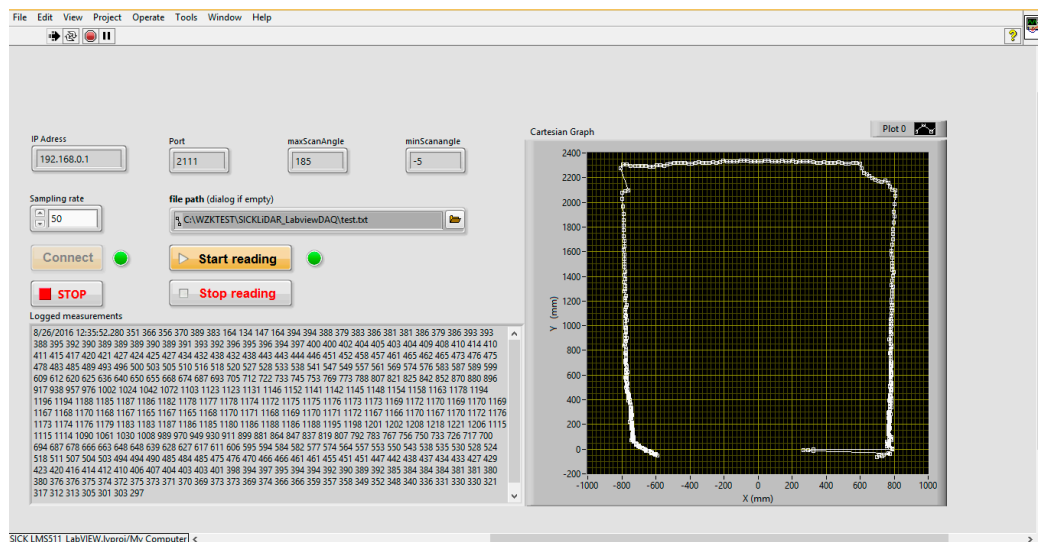 File Edit View Project Operate Tools Window Help
IP Adress
192.168.0.1
Port
2111
maxScanAngle
185
minScanangle
-5
Sampling rate
50
file path (dialog if empty)
C:\WZKTEST\SICKLiDAR_LabviewDAQ\test.txt
Connect
Start reading
STOP
Stop reading
Logged measurements
8/26/2016 12:35:52.280 351 366 356 370 389 383 164 134 147 164 394 394 388 379 383 386 381 381 386 379 386 393 393
388 395 392 390 389 389 389 390 389 391 393 392 396 395 396 394 397 400 400 402 404 405 403 404 409 408 410 414 410
411 415 417 420 421 427 424 425 427 434 432 438 432 438 443 443 444 446 451 452 458 457 461 465 462 465 473 476 475
478 483 485 489 493 496 500 503 505 510 516 518 520 527 528 533 538 541 547 549 557 561 569 574 576 583 587 589 599
609 612 620 625 636 640 650 655 668 674 687 693 705 712 722 733 745 753 769 773 788 807 821 825 842 852 870 880 896
917 938 957 976 1002 1024 1042 1072 1103 1123 1123 1131 1146 1152 1141 1142 1145 1148 1154 1158 1163 1178 1194
1196 1194 1188 1185 1187 1186 1182 1178 1177 1178 1174 1172 1175 1175 1176 1173 1173 1169 1172 1170 1169 1170 1169
1167 1168 1170 1168 1167 1165 1167 1165 1168 1170 1171 1168 1169 1170 1171 1172 1167 1166 1170 1167 1170 1172 1176
1173 1174 1176 1179 1183 1183 1187 1186 1185 1180 1186 1188 1186 1188 1195 1198 1201 1202 1208 1218 1221 1206 1115
1115 1114 1090 1061 1030 1008 989 970 949 930 911 899 881 864 847 837 819 807 792 783 767 756 750 733 726 717 700
694 687 678 666 663 648 648 639 628 627 617 611 606 595 594 584 582 577 574 564 557 553 550 543 538 535 530 528 524
518 511 507 504 503 494 494 490 485 484 485 475 476 470 466 466 461 461 455 451 451 447 442 438 437 434 433 427 429
423 420 416 414 412 410 406 407 404 403 403 401 398 394 397 395 394 394 392 390 389 392 385 384 384 384 381 381 380
380 376 376 375 374 372 375 373 371 370 369 373 373 369 374 366 366 359 357 358 349 352 348 340 336 331 330 330 321
317 312 313 305 301 303 297
Cartesian Graph
Plot 0
2400
2200
2000
1800
1600
1400
1200
1000
800
600
400
200
0
-200
Y (mm)
-1000 -800 -600 -400 -200 0 200 400 600 800 1000
X (mm)
SICK LMS511 LabVIEW.lvproj/My Computer